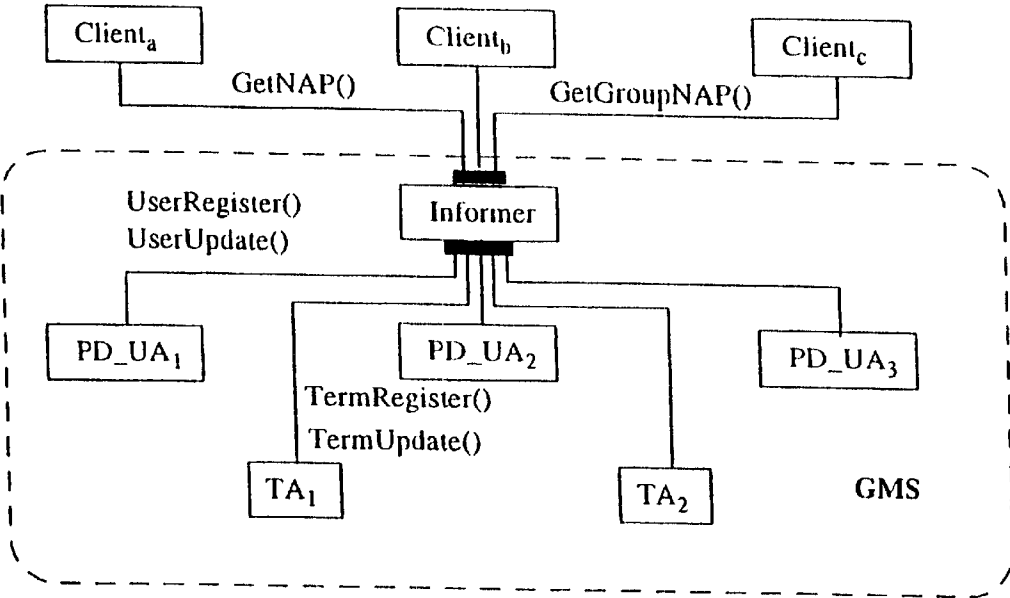 Client_a
Client_b
Client_c
GetNAP()
GetGroupNAP()
UserRegister()
UserUpdate()
Informer
PD_UA_1
PD_UA_2
PD_UA_3
TermRegister()
TermUpdate()
TA_1
TA_2
GMS